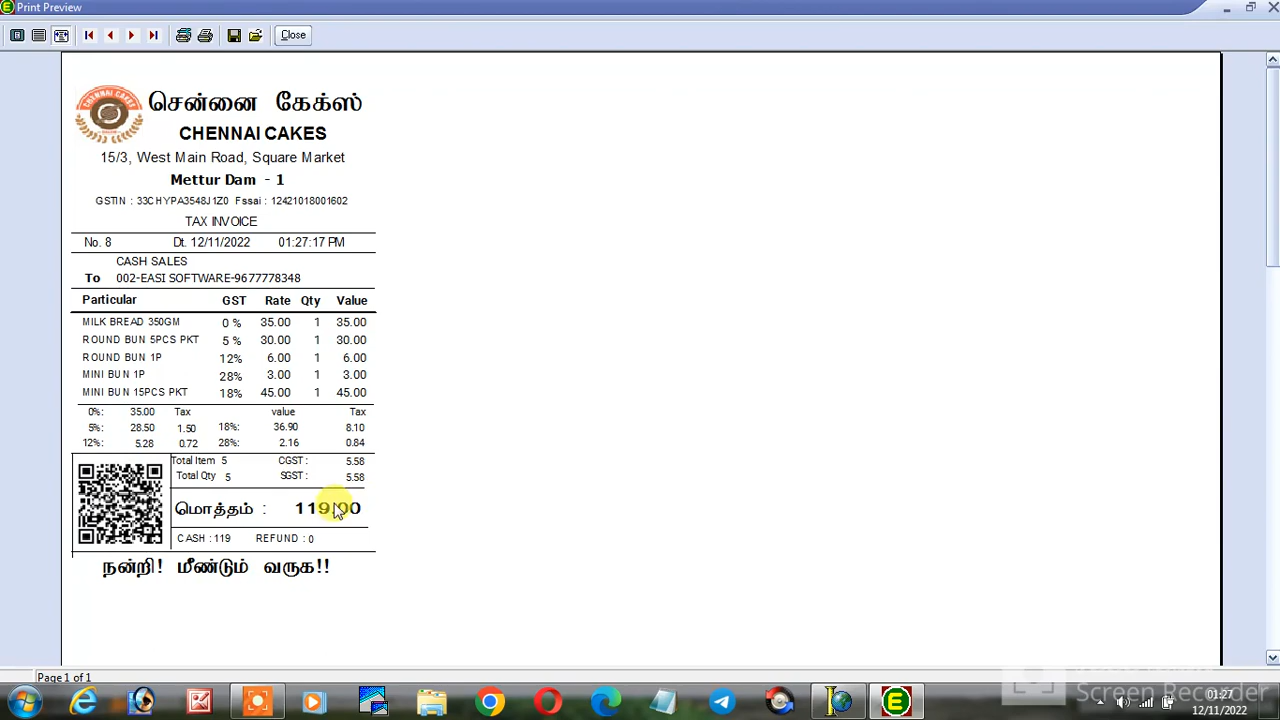 Print Preview
Close
CHENNAI CAKES
சென்னை கேக்ஸ்
CHENNAI CAKES
15/3, West Main Road, Square Market
Mettur Dam - 1
GSTIN : 33CHYPA3548J1Z0 Fssai : 12421018001602
TAX INVOICE
No. 8 Dt. 12/11/2022 01:27:17 PM
CASH SALES
To 002-EASI SOFTWARE-9677778348
Particular GST Rate Qty Value
MILK BREAD 350GM 0 % 35.00 1 35.00
ROUND BUN 5PCS PKT 5 % 30.00 1 30.00
ROUND BUN 1P 12% 6.00 1 6.00
MINI BUN 1P 28% 3.00 1 3.00
MINI BUN 15PCS PKT 18% 45.00 1 45.00
0%: 35.00 Tax value Tax
5%: 28.50 1.50 18%: 36.90 8.10
12%: 5.28 0.72 28%: 2.16 0.84
Total Item 5 CGST : 5.58
Total Qty 5 SGST : 5.58
மொத்தம் : 119.00
CASH : 119 REFUND : 0
நன்றி! மீண்டும் வருக!!
Page 1 of 1
Screen Recorder
01:27
12/11/2022